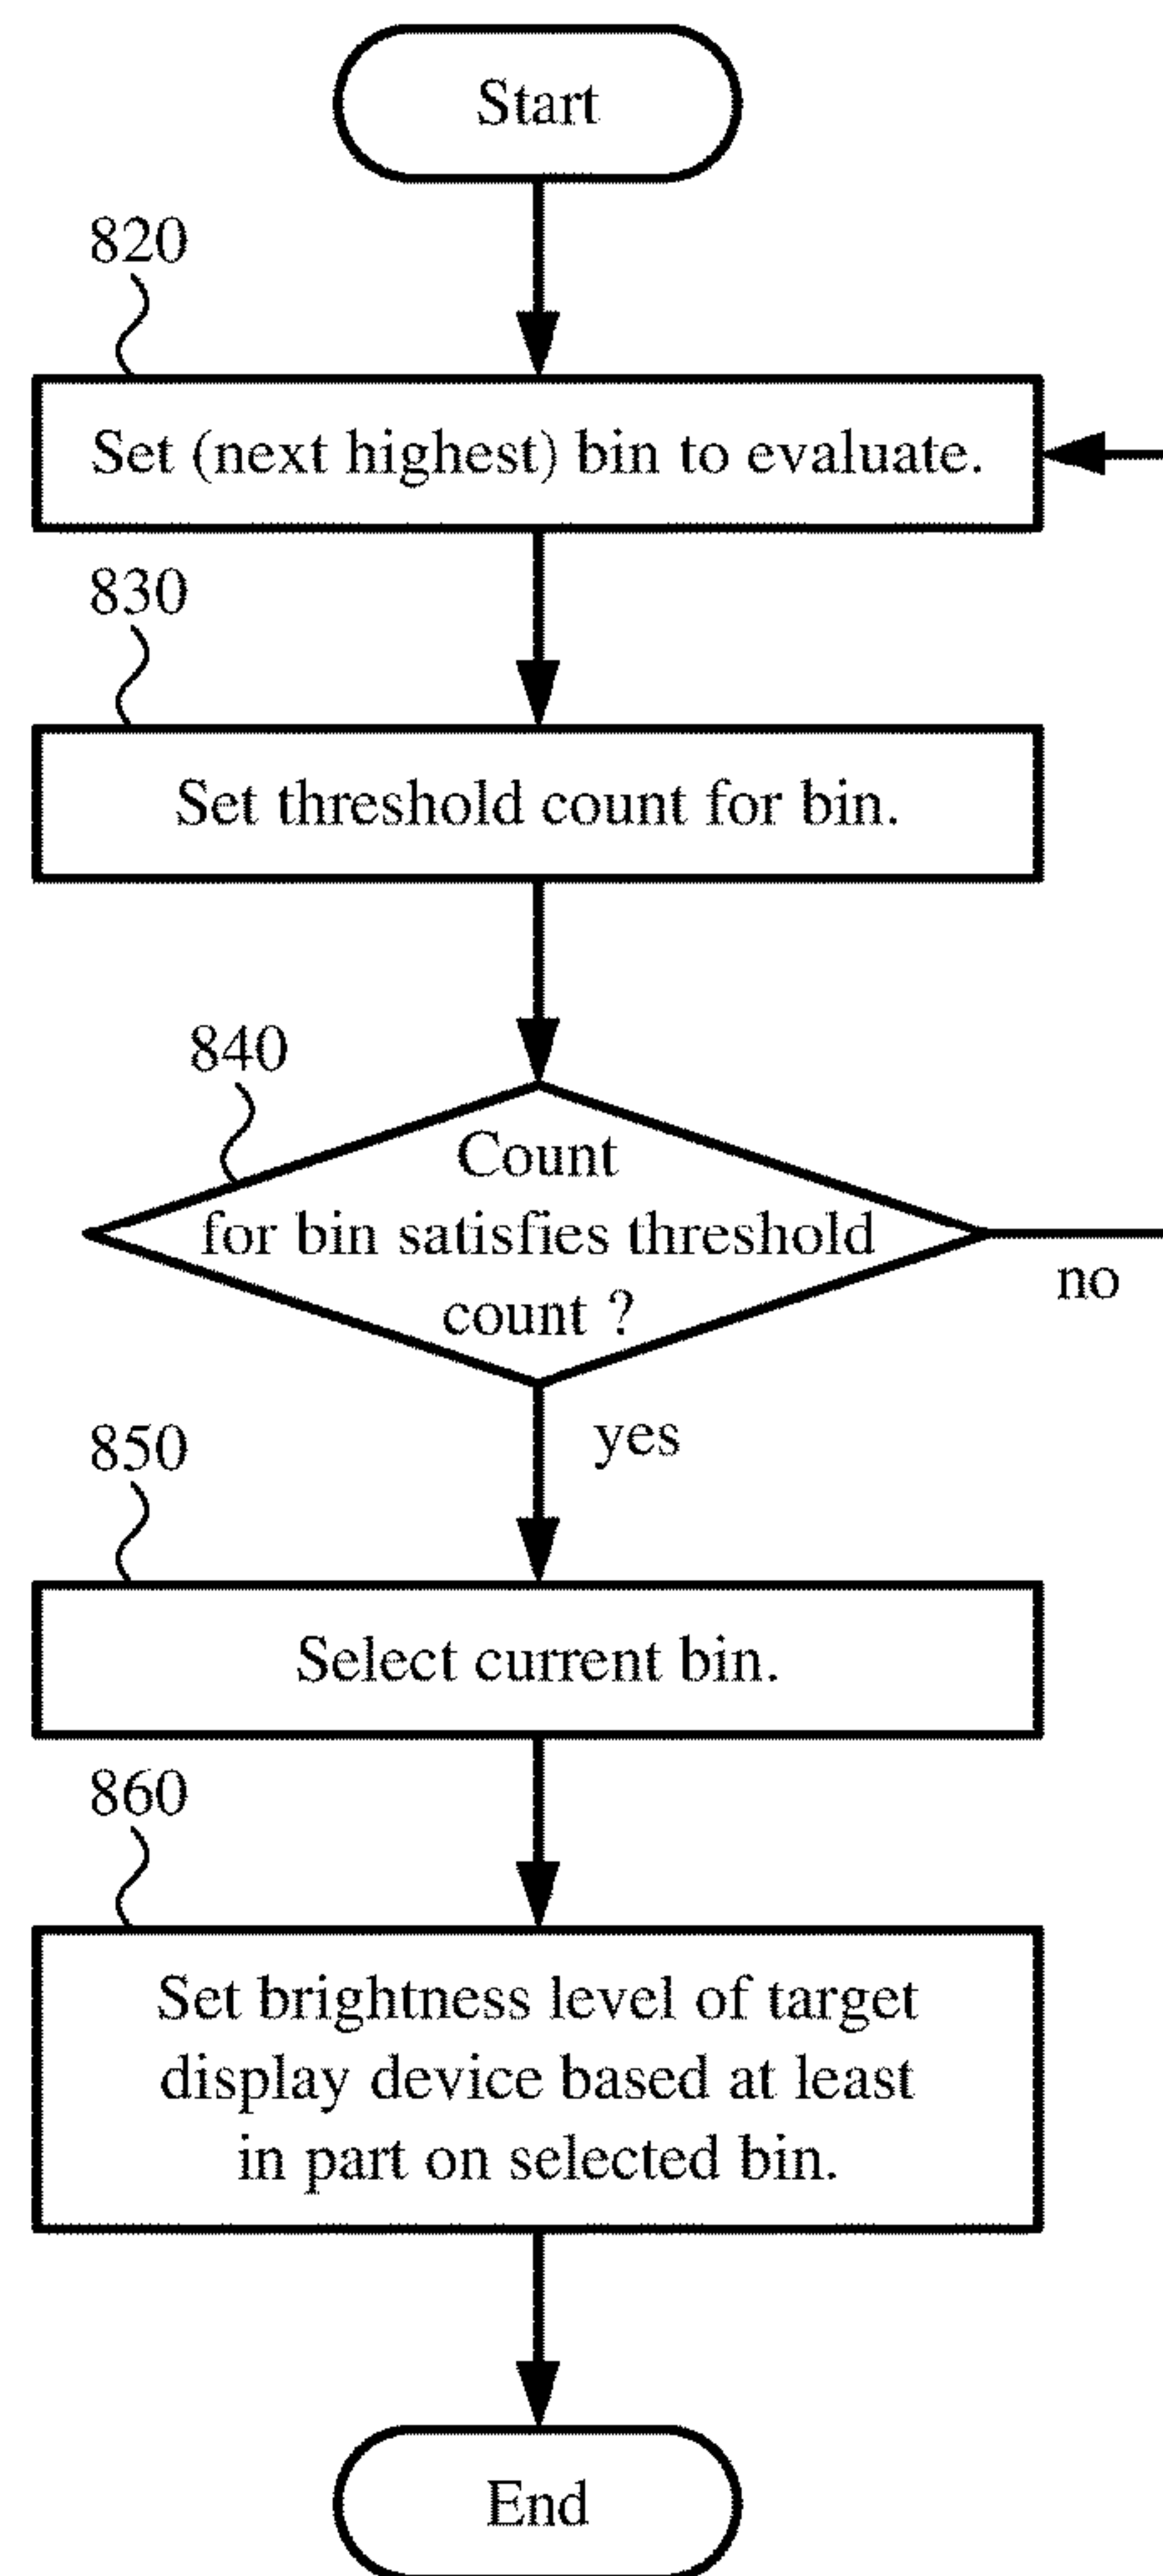 Start
820
Set (next highest) bin to evaluate.
830
Set threshold count for bin.
840
Count
for bin satisfies threshold
count ?
no
yes
850
Select current bin.
860
Set brightness level of target
display device based at least
in part on selected bin.
End